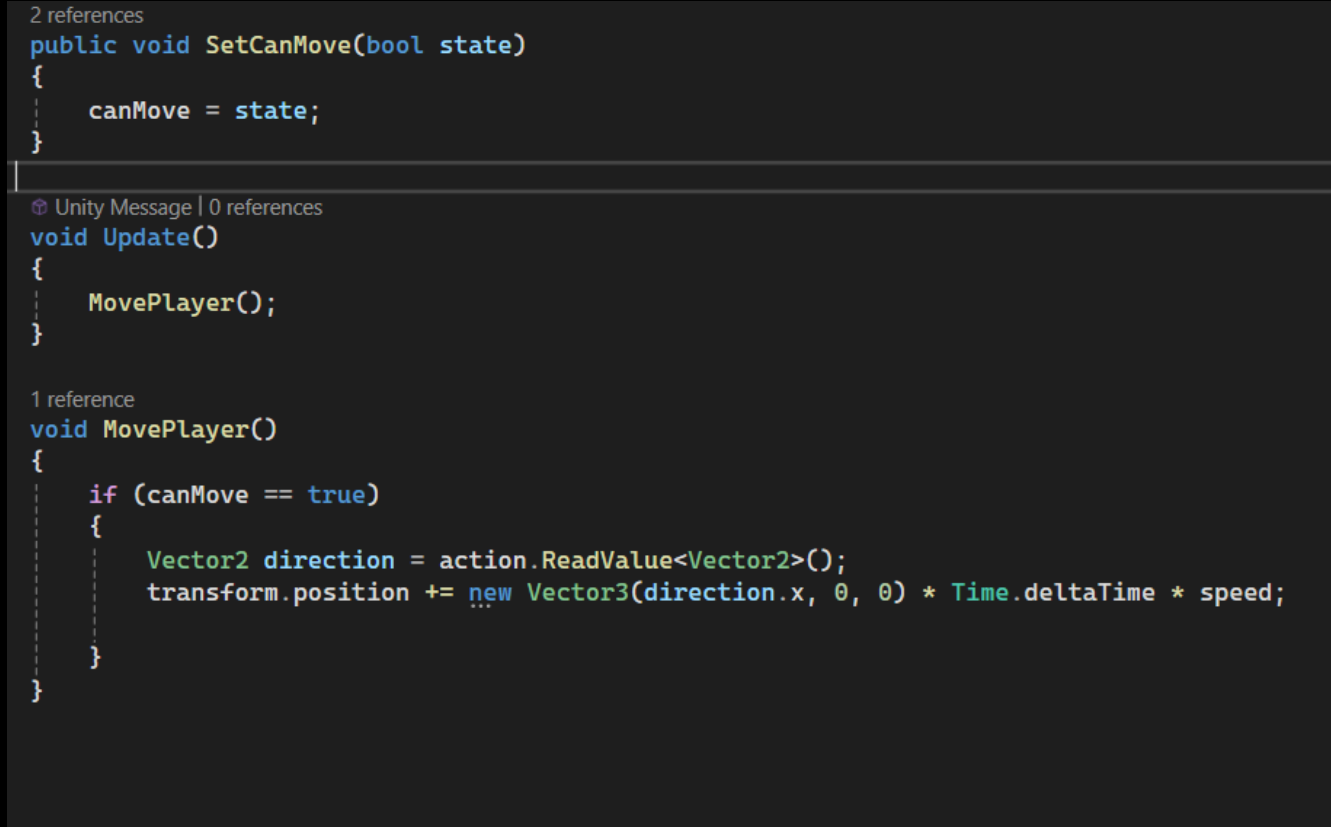 2 references
public void SetCanMove(bool state)
{
canMove = state;
}
Unity Message | 0 references
void Update()
{
MovePlayer();
}
1 reference
void MovePlayer()
{
if (canMove == true)
{
Vector2 direction = action.ReadValue<Vector2>();
transform.position += new Vector3(direction.x, 0, 0) * Time.deltaTime * speed;
}
}